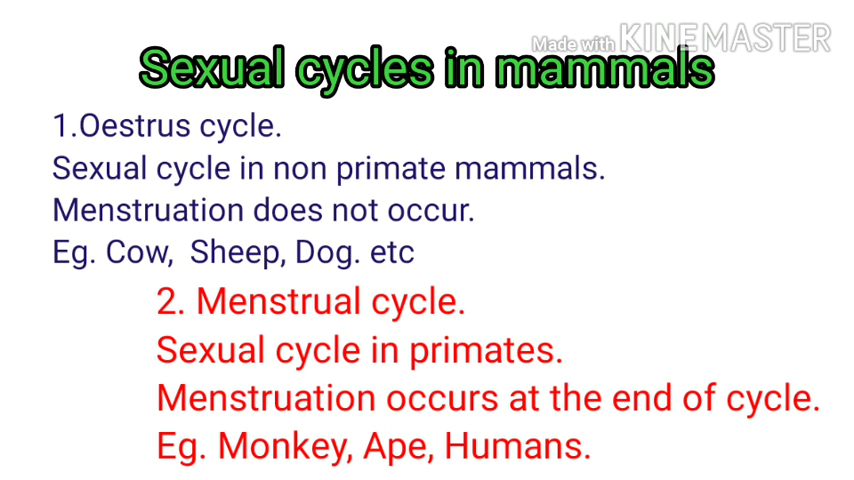 Made with KINEMASTER
Sexual cycles in mammals
1.Oestrus cycle.
Sexual cycle in non primate mammals.
Menstruation does not occur.
Eg. Cow, Sheep, Dog. etc
2. Menstrual cycle.
Sexual cycle in primates.
Menstruation occurs at the end of cycle.
Eg. Monkey, Ape, Humans.